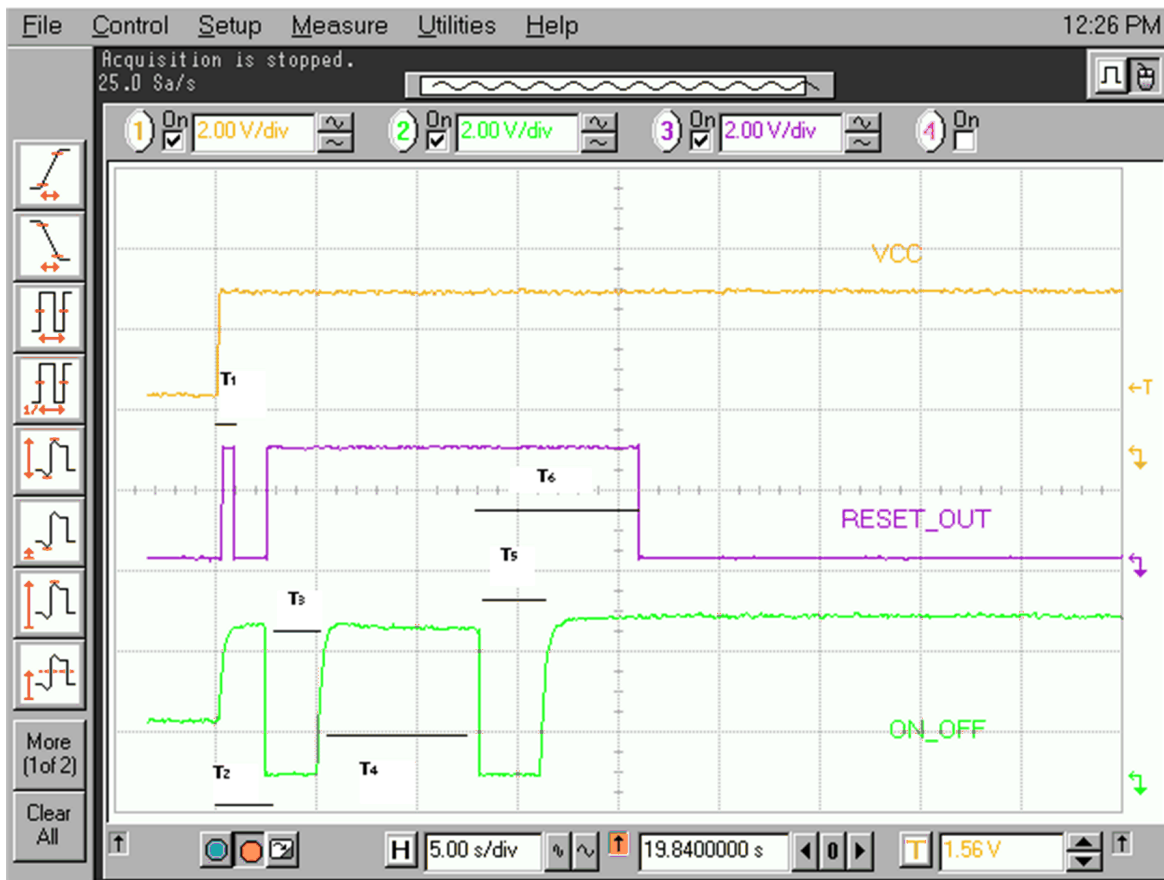 File Control Setup Measure Utilities Help 12:26 PM
Acquisition is stopped.
25.0 Sa/s
1 On 2.00 V/div 2 On 2.00 V/div 3 On 2.00 V/div 4 On
VCC
T
T1
1/
T6
RESET_OUT
T5
T3
ON_OFF
More
(1of 2)
T2 T4
Clear
All
H 5.00 s/div 19.8400000 s 0 T 1.56 V